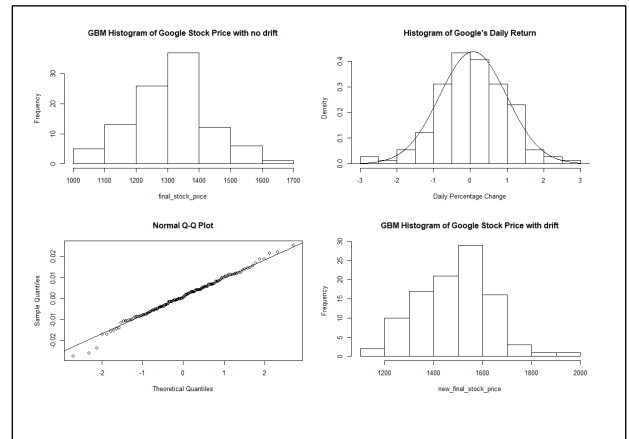 GBM Histogram of Google Stock Price with no drift
Frequency
0 10 20 30
1000 1100 1200 1300 1400 1500 1600 1700
final_stock_price
Histogram of Google's Daily Return
Density
0.0 0.1 0.2 0.3 0.4
-3 -2 -1 0 1 2 3
Daily Percentage Change
Normal Q-Q Plot
Sample Quantiles
-0.02 -0.01 0.00 0.01 0.02
-2 -1 0 1 2
Theoretical Quantiles
GBM Histogram of Google Stock Price with drift
Frequency
0 5 10 15 20 25 30
1200 1400 1600 1800 2000
new_final_stock_price